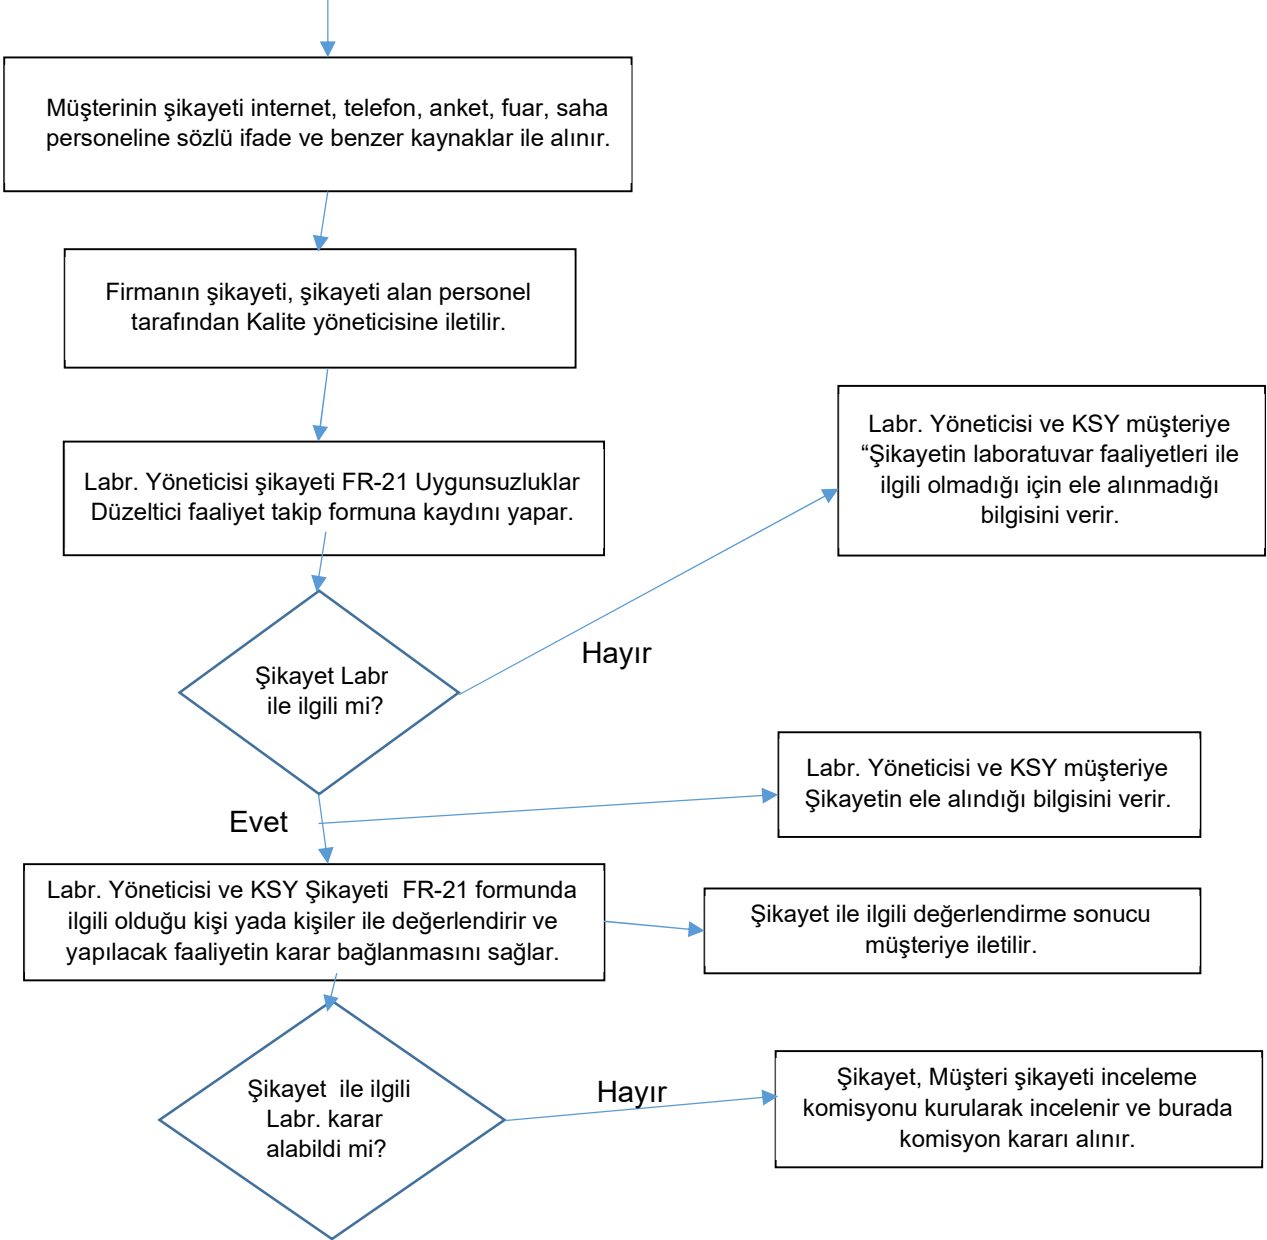 Müşterinin şikayeti internet, telefon, anket, fuar, saha
personeline sözlü ifade ve benzer kaynaklar ile alınır.
Firmanın şikayeti, şikayeti alan personel
tarafından Kalite yöneticisine iletilir.
Labr. Yöneticisi şikayeti FR-21 Uygunsuzluklar
Düzeltici faaliyet takip formuna kaydını yapar.
Labr. Yöneticisi ve KSY müşteriye
“Şikayetin laboratuvar faaliyetleri ile
ilgili olmadığı için ele alınmadığı
bilgisini verir.
Hayır
Şikayet Labr
ile ilgili mi?
Labr. Yöneticisi ve KSY müşteriye
Şikayetin ele alındığı bilgisini verir.
Evet
Labr. Yöneticisi ve KSY Şikayeti  FR-21 formunda
ilgili olduğu kişi yada kişiler ile değerlendirir ve
yapılacak faaliyetin karar bağlanmasını sağlar.
Şikayet ile ilgili değerlendirme sonucu
müşteriye iletilir.
Şikayet  ile ilgili
Labr. karar
alabildi mi?
Hayır
Şikayet, Müşteri şikayeti inceleme
komisyonu kurularak incelenir ve burada
komisyon kararı alınır.